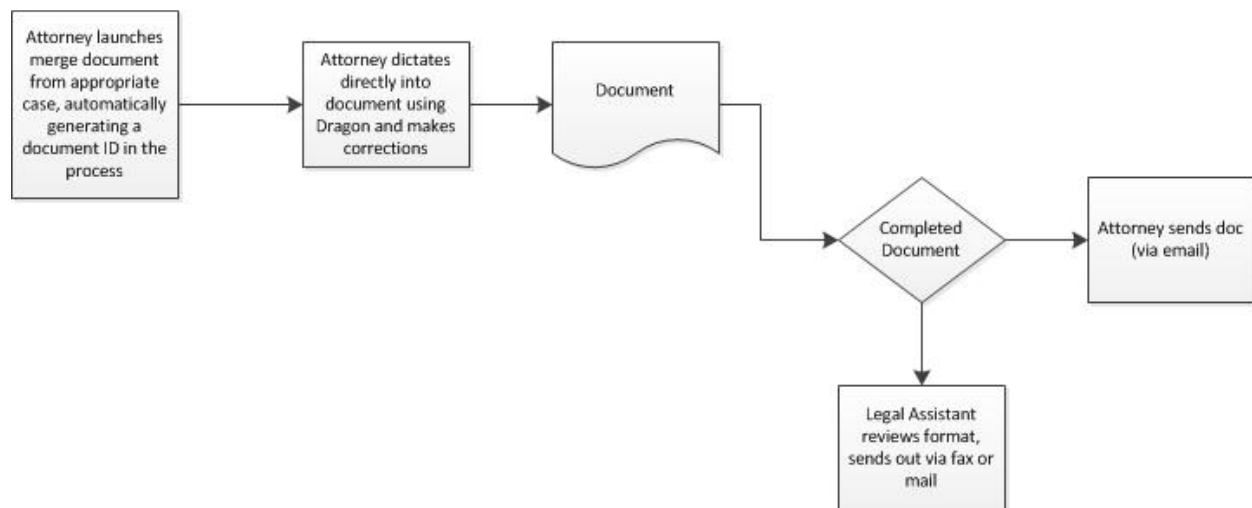 Attorney launches
merge document
from appropriate
case, automatically
generating a
document ID in the
process
Attorney dictates
directly into
document using
Dragon and makes
corrections
Document
Completed
Document
Attorney sends doc
(via email)
Legal Assistant
reviews format,
sends out via fax or
mail